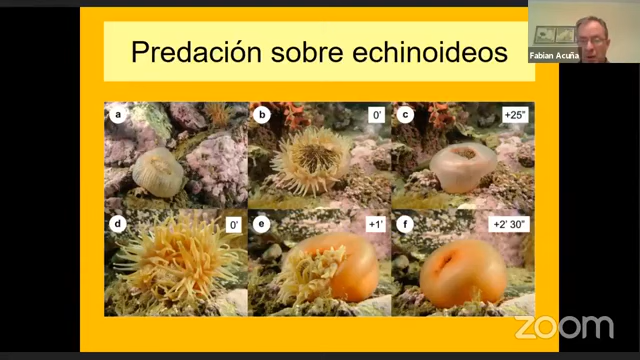 Fabian Acuña
Predación sobre echinoideos
a
b
0'
c
+25"
d
0'
e
+1'
f
+2' 30"
zoom